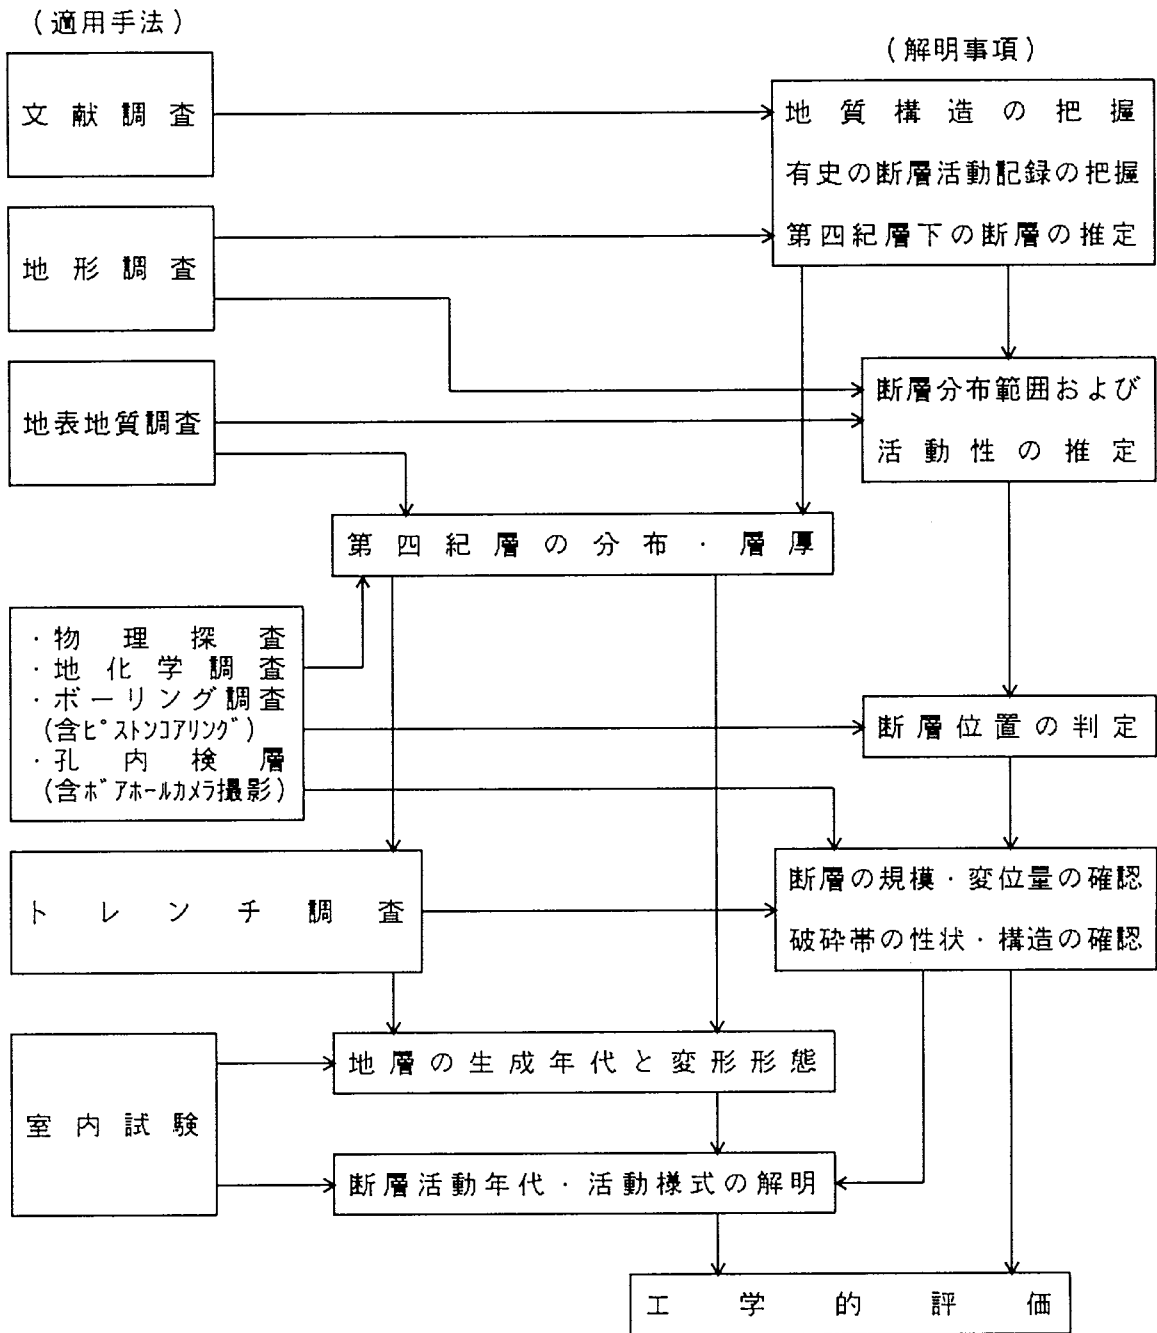 (適用手法)
(解明事項)
文献調査
地質構造の把握
有史の断層活動記録の把握
第四紀層下の断層の推定
地形調査
地表地質調査
断層分布範囲および
活動性の推定
第四紀層の分布・層厚
・物理探査
・地化学調査
・ボーリング調査
(含ピストンコアリング)
・孔内検層
(含ボアホールカメラ撮影)
断層位置の判定
トレンチ調査
断層の規模・変位量の確認
破砕帯の性状・構造の確認
地層の生成年代と変形形態
室内試験
断層活動年代・活動様式の解明
工学的評価